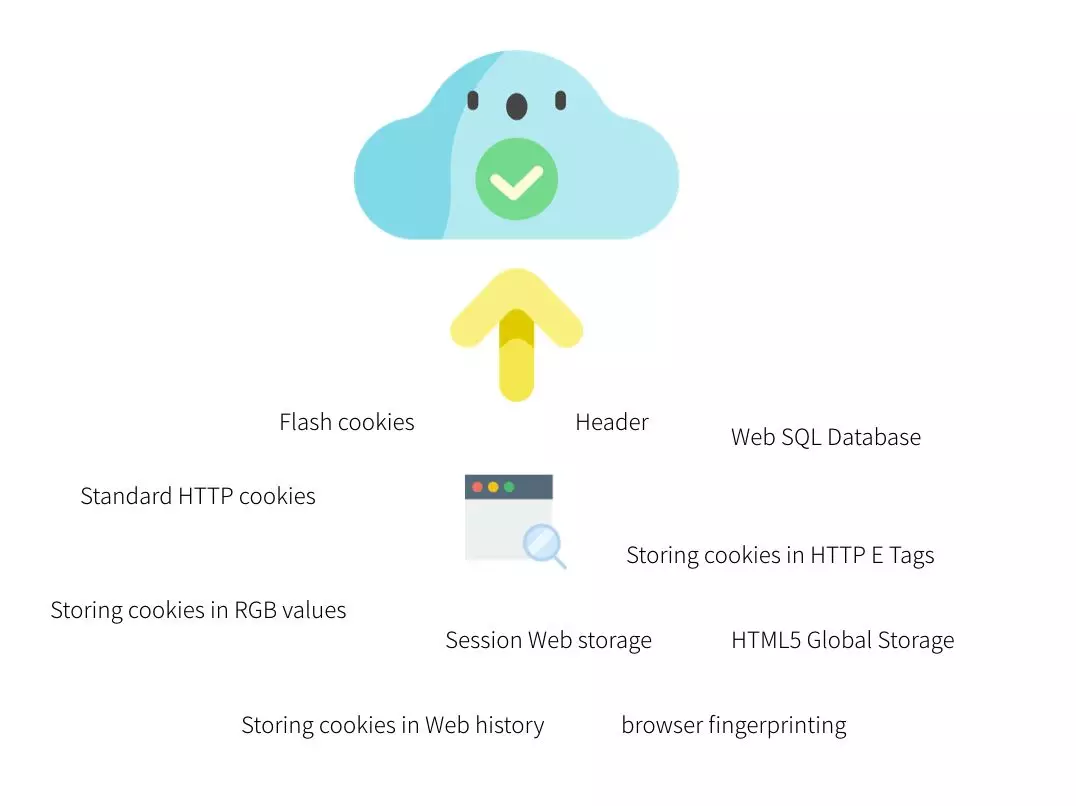 Flash cookies
Header
Web SQL Database
Standard HTTP cookies
Storing cookies in HTTP E Tags
Storing cookies in RGB values
Session Web storage
HTML5 Global Storage
Storing cookies in Web history
browser fingerprinting